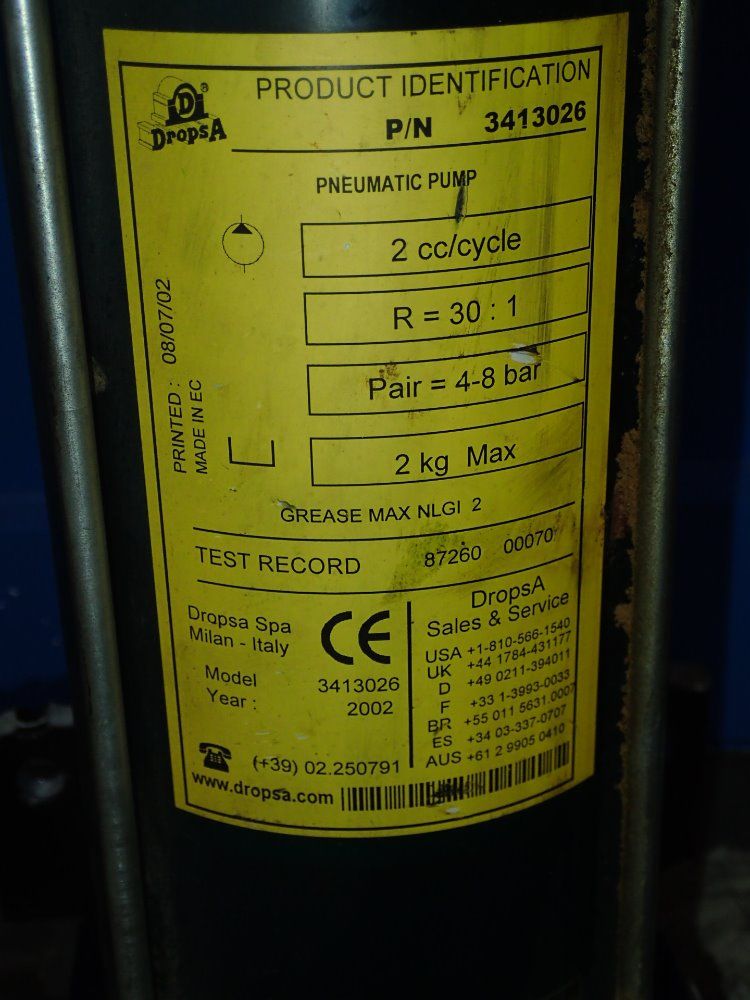 D ®
DropsA
PRODUCT IDENTIFICATION
P/N 3413026
PNEUMATIC PUMP
2 cc/cycle
R = 30 : 1
Pair = 4-8 bar
2 kg Max
PRINTED : 08/07/02
MADE IN EC
GREASE MAX NLGI 2
TEST RECORD 87260 00070
Dropsa Spa
Milan - Italy
CE
Model 3413026
Year : 2002
(+39) 02.250791
www.dropsa.com
DropsA
Sales & Service
USA +1-810-566-1540
UK +44 1784-431177
D +49 0211-394011
F +33 1-3993-0033
BR +55 011 5631.0007
ES +34 03-337-0707
AUS +61 2 9905 0410